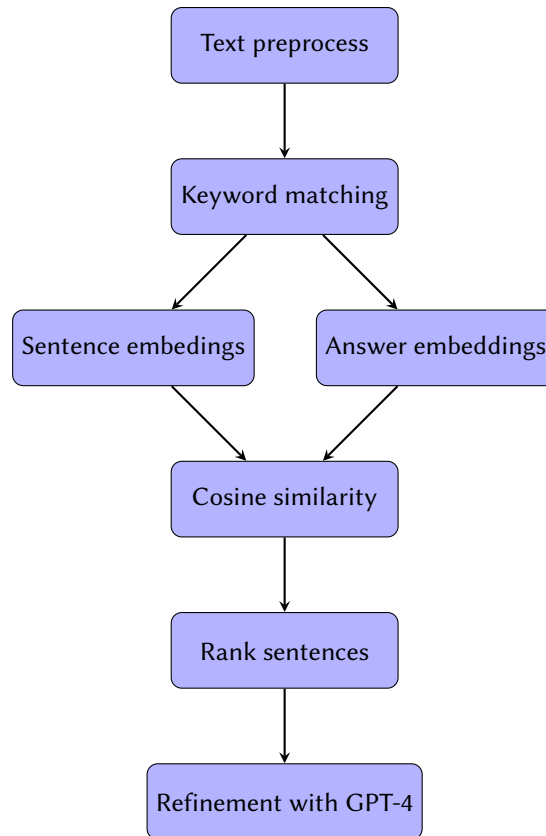 Text preprocess
Keyword matching
Sentence embedings
Answer embeddings
Cosine similarity
Rank sentences
Refinement with GPT-4